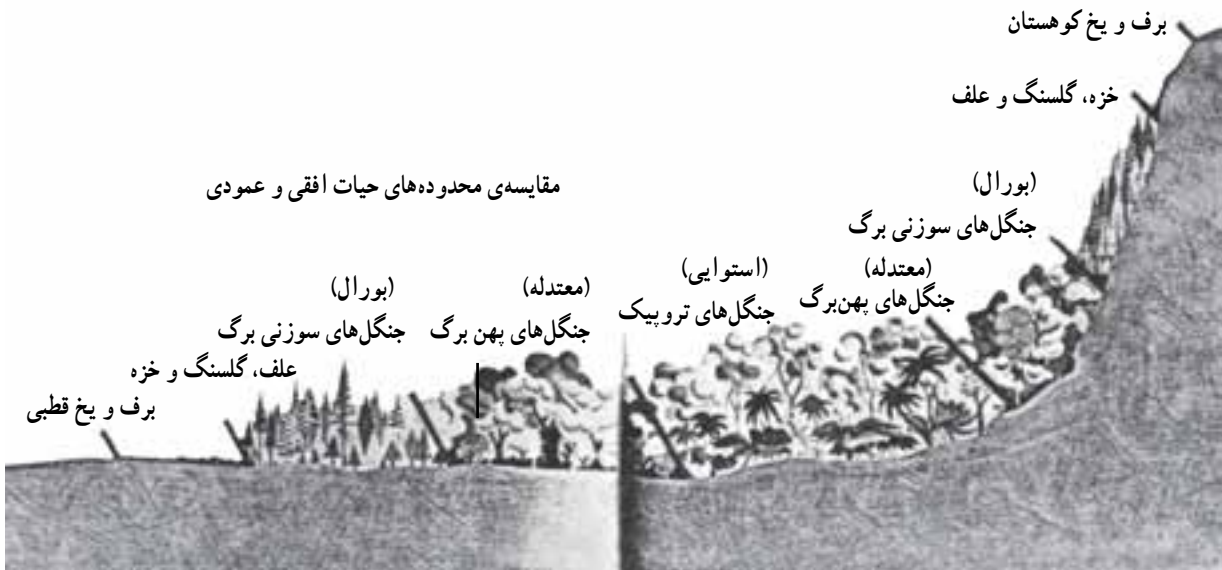 برف و یخ کوهستان
خزه، گلسنگ و علف
مقایسه‌ی محدوده‌های حیات افقی و عمودی
(بورال)
جنگل‌های سوزنی برگ
(معتدله)
جنگل‌های پهن‌برگ
(استوایی)
جنگل‌های تروپیک
(معتدله)
جنگل‌های پهن برگ
(بورال)
جنگل‌های سوزنی برگ
علف، گلسنگ و خزه
برف و یخ قطبی